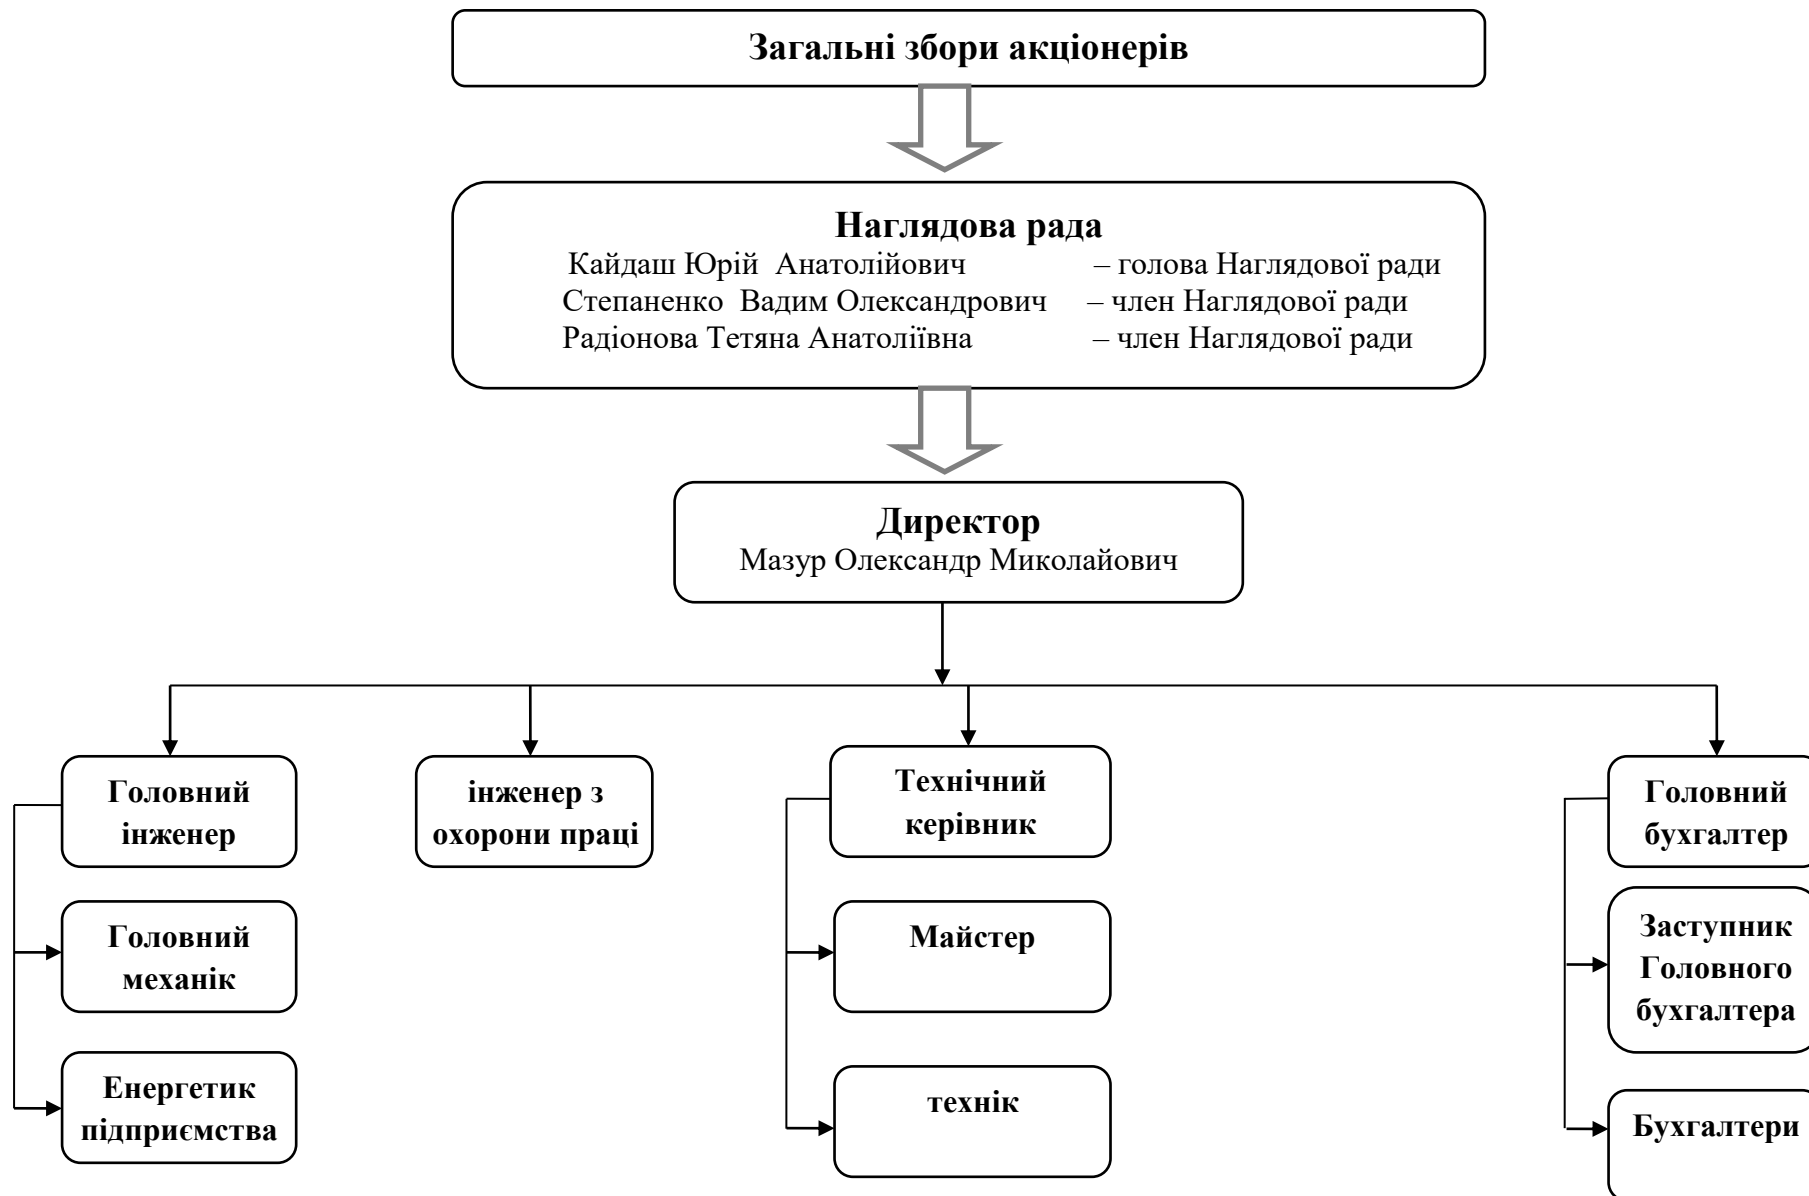 Загальні збори акціонерів
Наглядова рада
Кайдаш Юрій Анатолійович – голова Наглядової ради
Степаненко Вадим Олександрович – член Наглядової ради
Радіонова Тетяна Анатоліївна – член Наглядової ради
Директор
Мазур Олександр Миколайович
Головний
інженер
інженер з
охорони праці
Технічний
керівник
Головний
бухгалтер
Головний
механік
Майстер
Заступник
Головного
бухгалтера
Енергетик
підприємства
технік
Бухгалтери